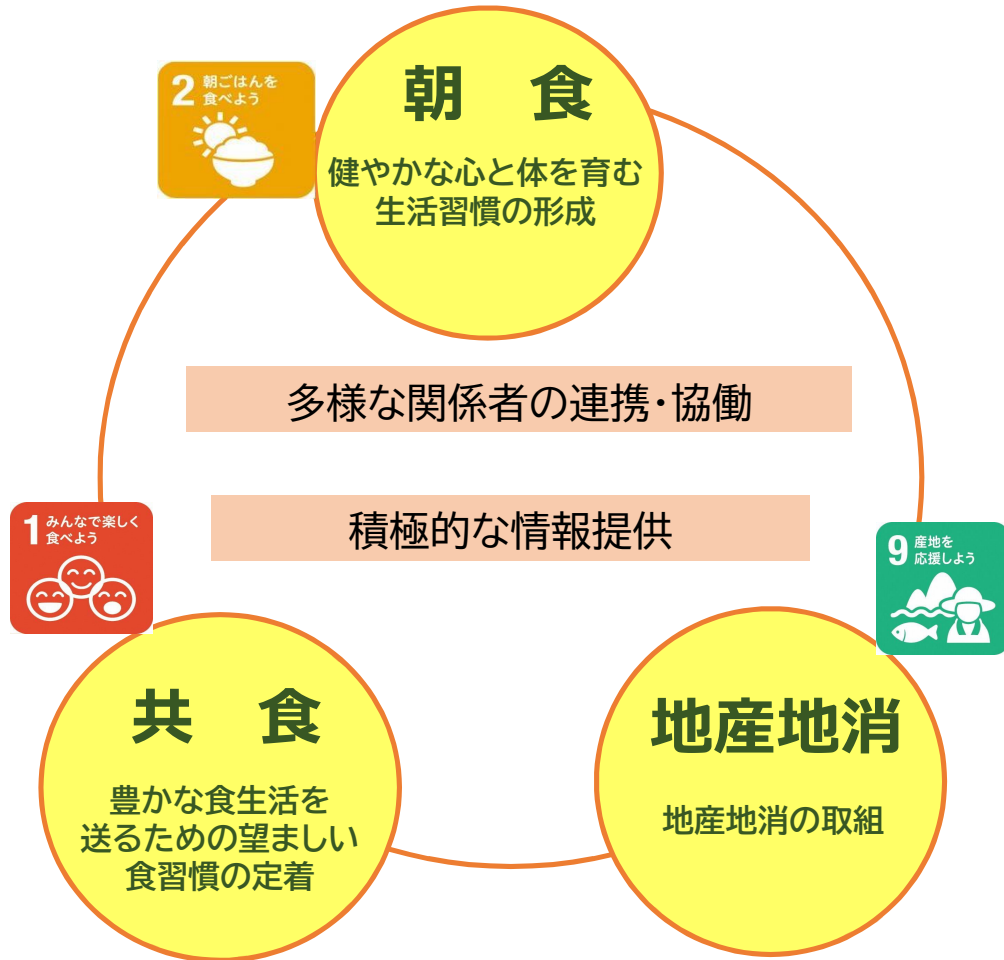 2 朝ごはんを
食べよう
朝　食
健やかな心と体を育む
生活習慣の形成
多様な関係者の連携・協働
積極的な情報提供
1 みんなで楽しく
食べよう
9 産地を
応援しよう
共　食
豊かな食生活を
送るための望ましい
食習慣の定着
地産地消
地産地消の取組